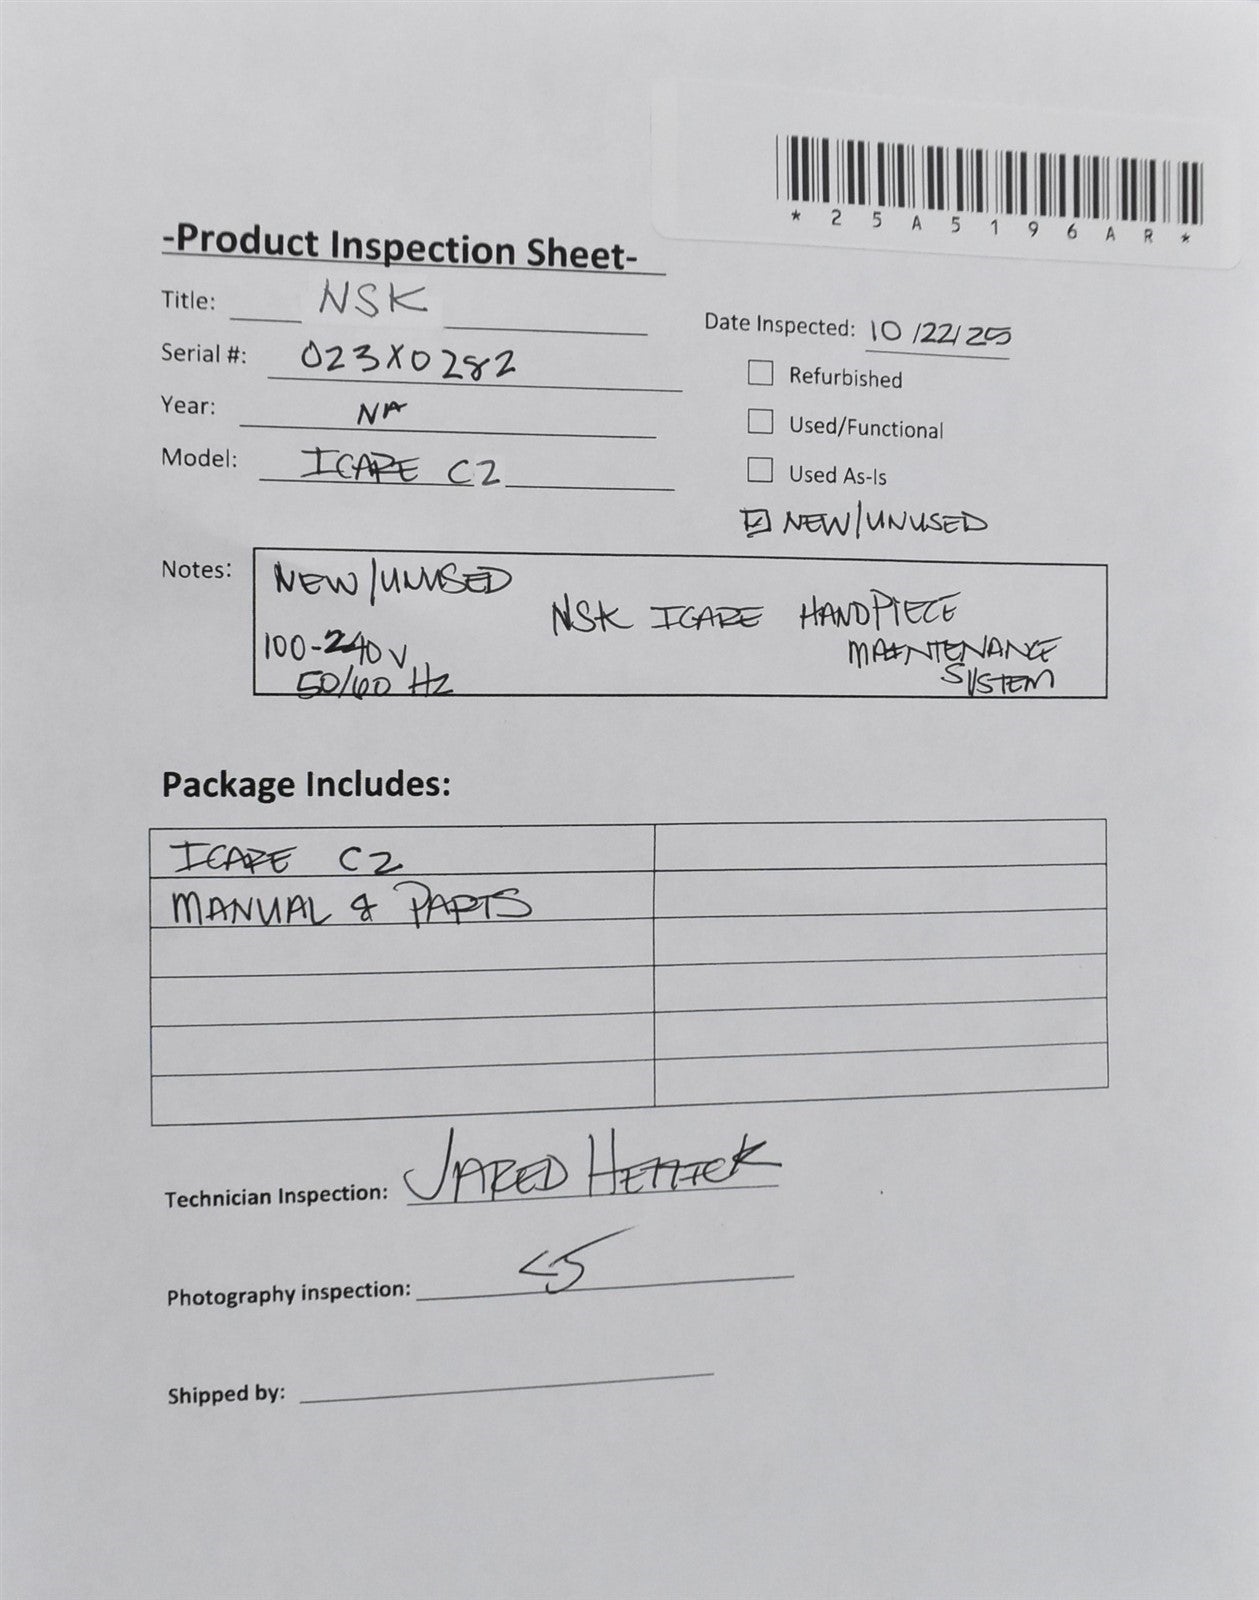 *25A5196AR*
-Product Inspection Sheet-
Title: NSK
Date Inspected: 10/22/25
Serial #: 023X0282
Refurbished
Year: NA
Used/Functional
Model: ICARE C2
Used As-Is
NEW/UNUSED
Notes: NEW/UNUSED
NSK ICARE HANDPIECE
100-240 V
MAINTENANCE
50/60 Hz
SYSTEM
Package Includes:
ICARE C2
MANUAL & PARTS
Technician Inspection: JARED
Photography inspection:
Shipped by: